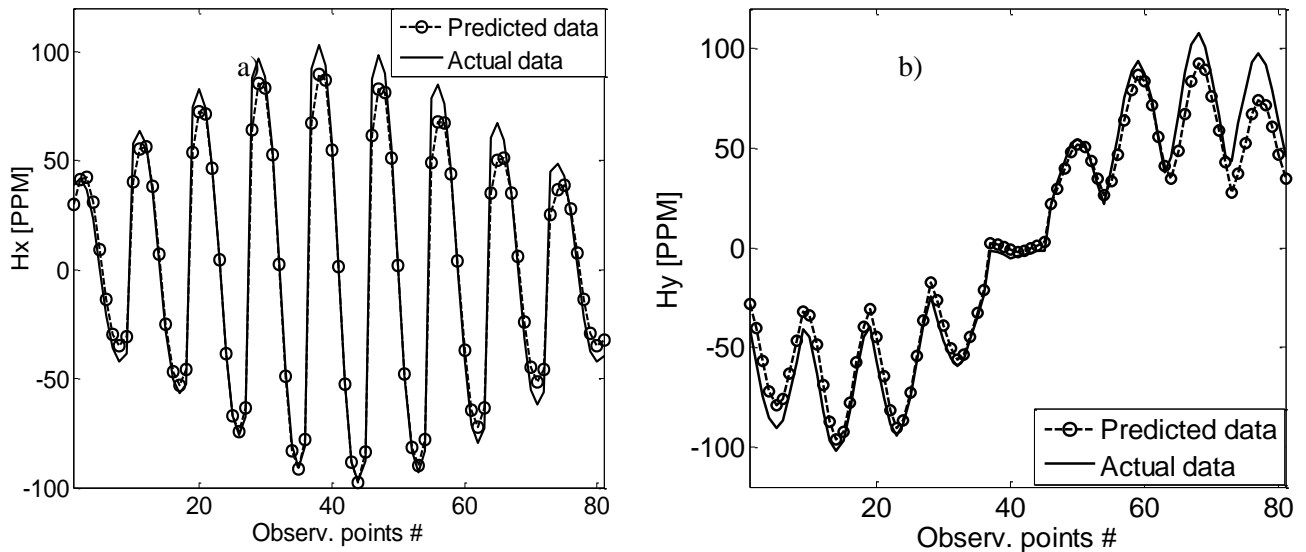 100
50
0
-50
-100
Hx [PPM]
a)
Predicted data
Actual data
20
40
60
80
Observ. points #
100
50
0
-50
-100
Hy [PPM]
b)
Predicted data
Actual data
20
40
60
80
Observ. points #